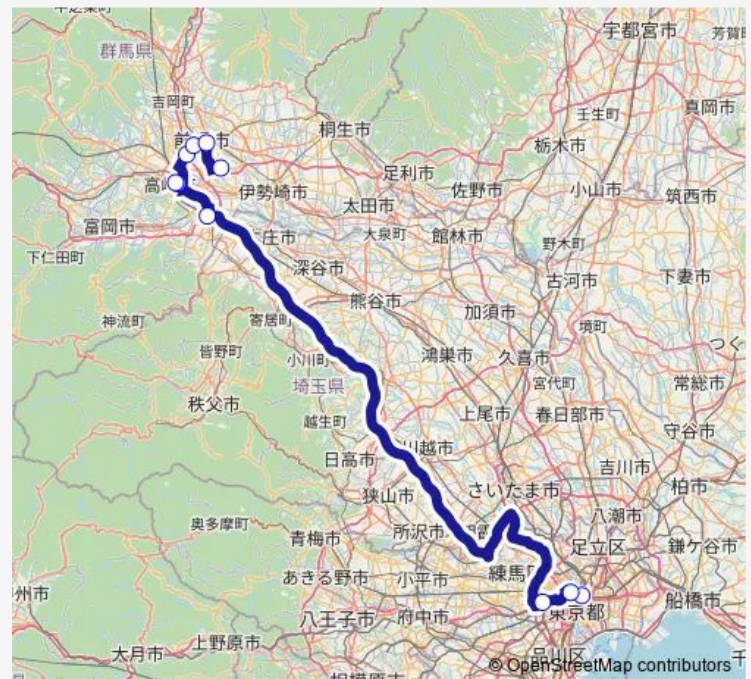 宇都宮市
芳賀町
群馬県
吉岡町
壬生町
真岡市
桐生市
栃木市
足利市
高崎
伊勢崎市
佐野市
小山市
筑西市
太田市
富岡市
大泉町
館林市
野木町
下仁田町
深谷市
古河市
下妻市
神流町
寄居町
熊谷市
加須市
境町
つく
皆野町
小川町
鴻巣市
久喜市
宮代町
常総市
埼玉県
秩父市
越生町
上尾市
春日部市
守谷市
日高市
川越市
吉川市
狭山市
さいたま市
柏市
奥多摩町
所沢市
八潮市
青梅市
足立区
鎌ケ谷市
あきる野市
小平市
練馬
州市
船橋市
八王子市
府中市
東京都
上野原市
大月市
品川区
© OpenStreetMap contributors